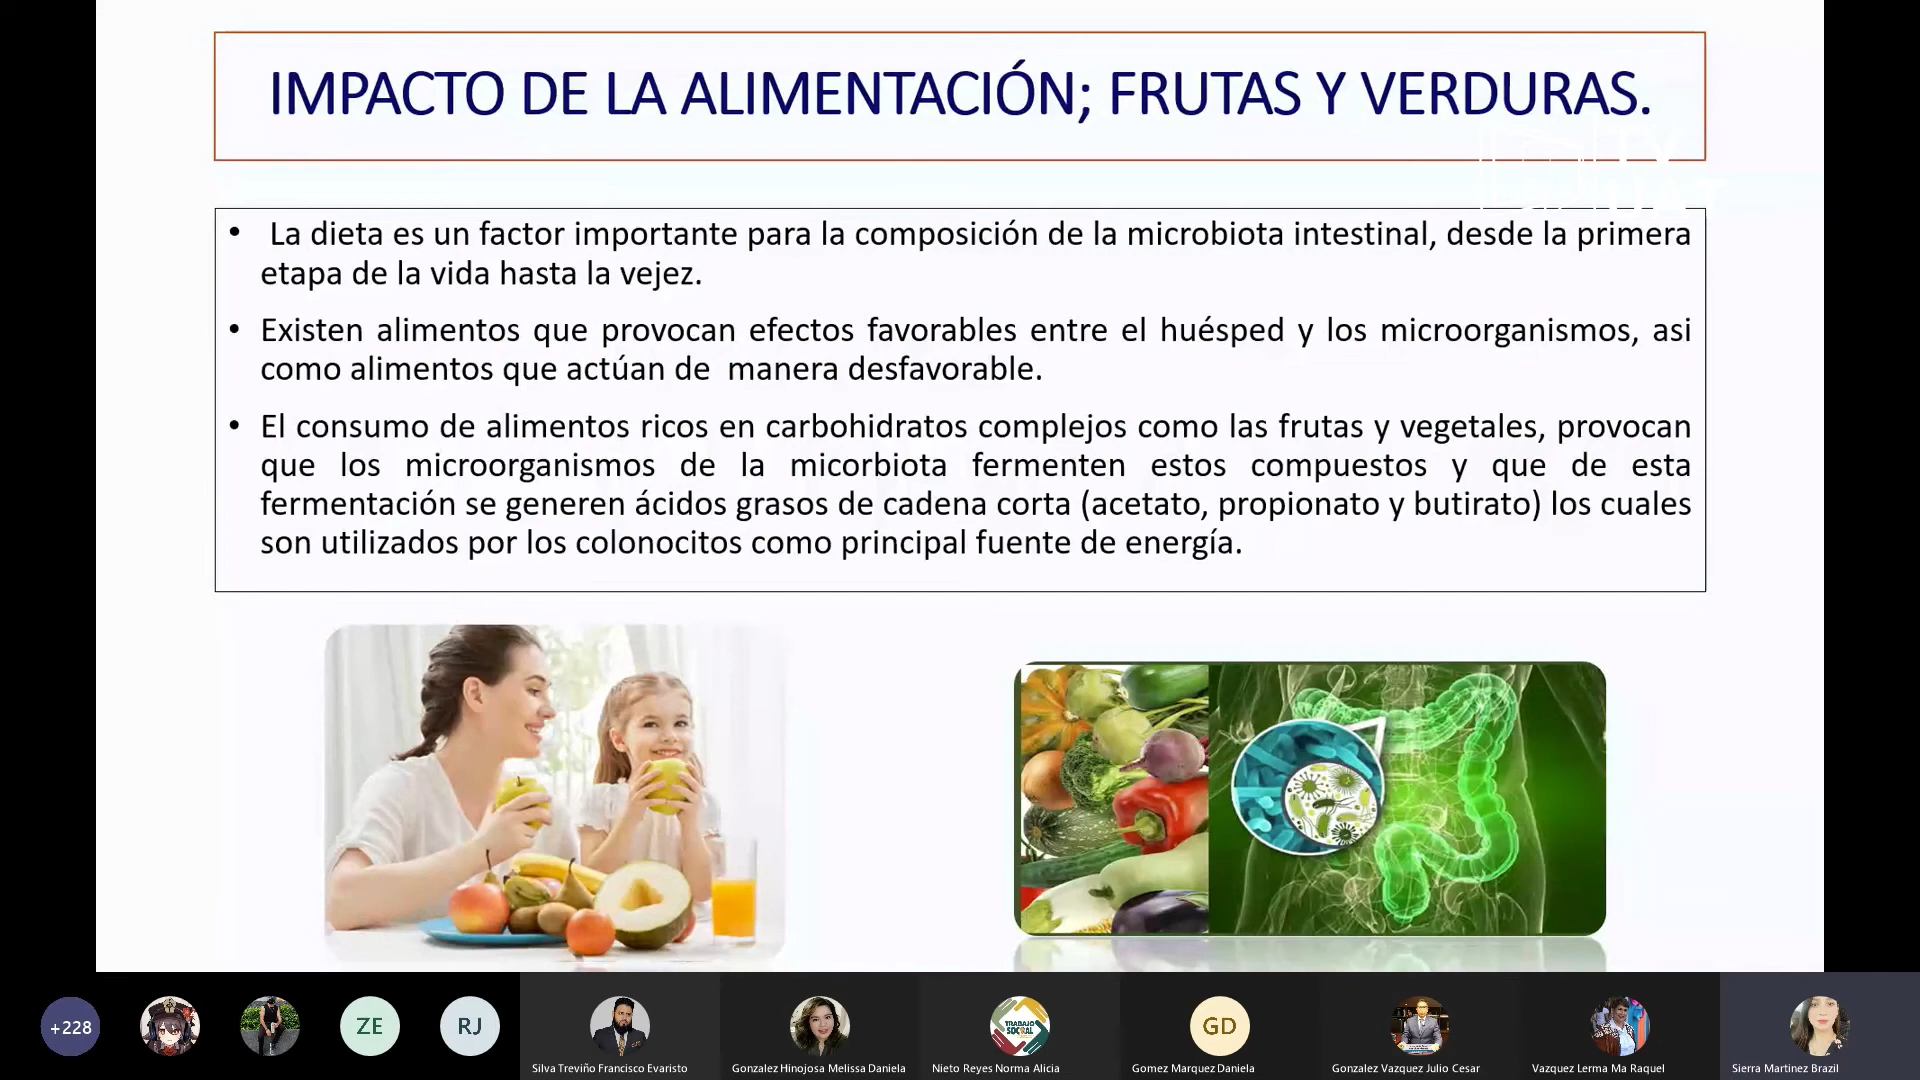 IMPACTO DE LA ALIMENTACIÓN; FRUTAS Y VERDURAS.
• La dieta es un factor importante para la composición de la microbiota intestinal, desde la primera
etapa de la vida hasta la vejez.
• Existen alimentos que provocan efectos favorables entre el huésped y los microorganismos, asi
como alimentos que actúan de manera desfavorable.
• El consumo de alimentos ricos en carbohidratos complejos como las frutas y vegetales, provocan
que los microorganismos de la micorbiota fermenten estos compuestos y que de esta
fermentación se generen ácidos grasos de cadena corta (acetato, propionato y butirato) los cuales
son utilizados por los colonocitos como principal fuente de energía.
+228
ZE
RJ
TRABAJO
SOCIAL
GD
Silva Treviño Francisco Evaristo
Gonzalez Hinojosa Melissa Daniela
Nieto Reyes Norma Alicia
Gomez Marquez Daniela
Gonzalez Vazquez Julio Cesar
Vazquez Lerma Ma Raquel
Sierra Martinez Brazil